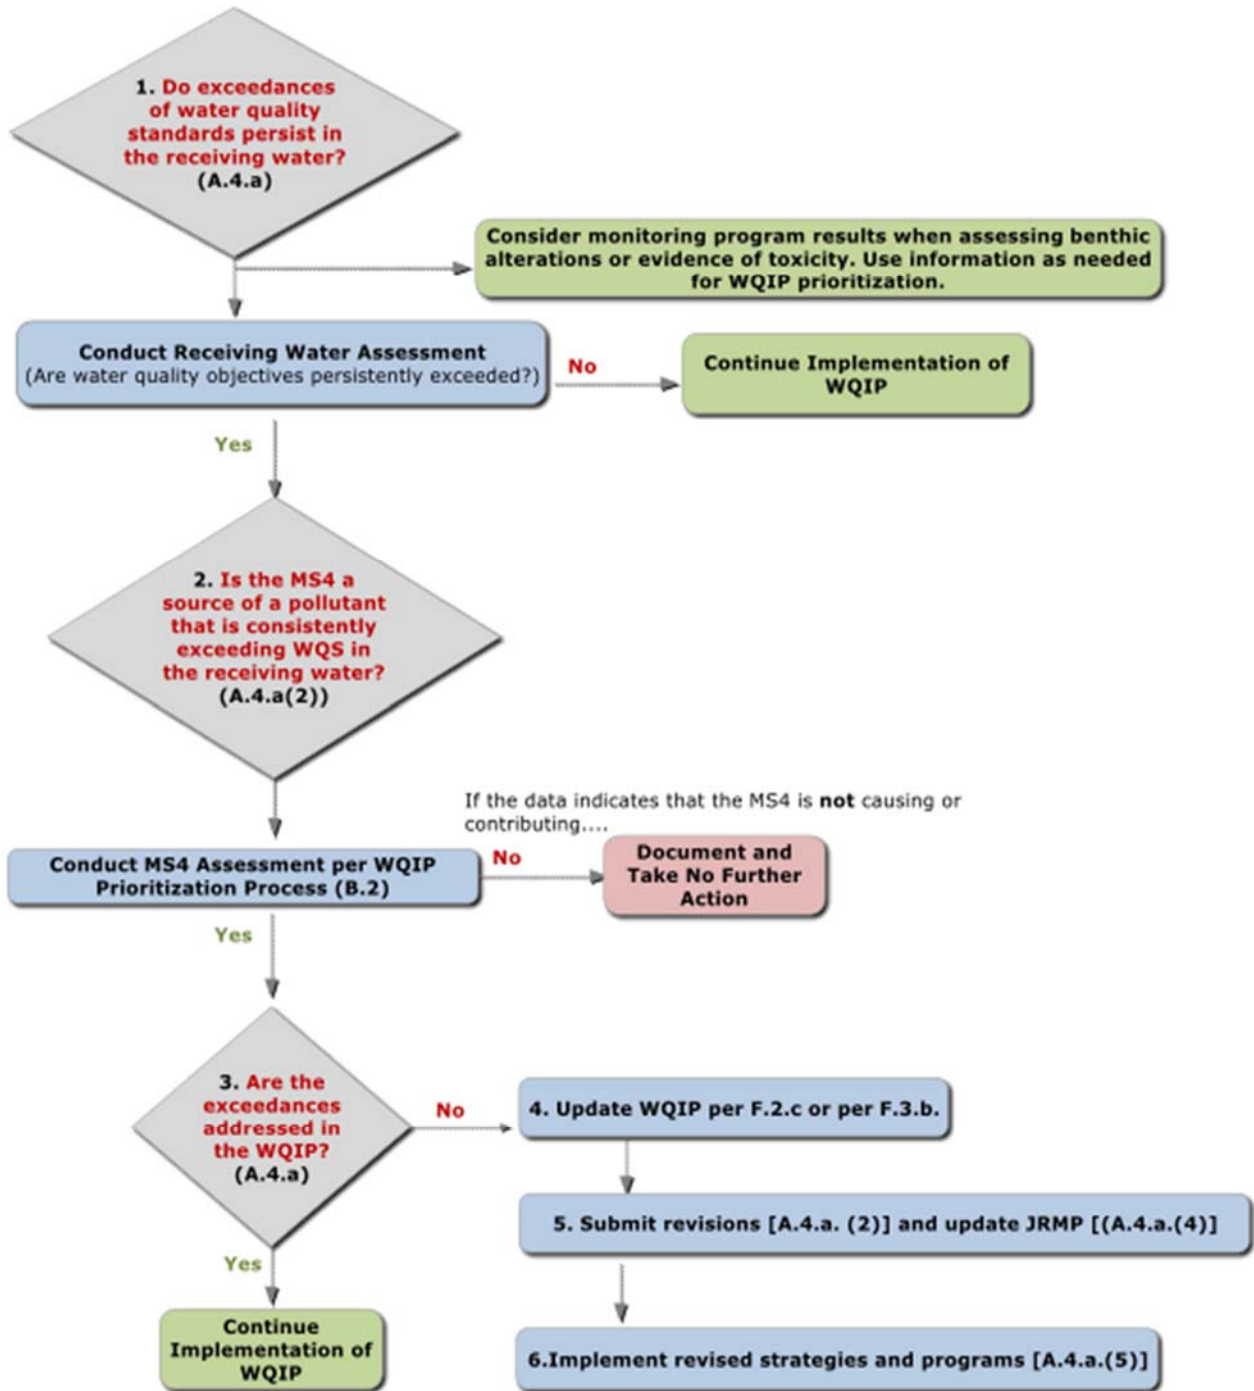 1. Do exceedances
of water quality
standards persist in
the receiving water?
(A.4.a)
Consider monitoring program results when assessing benthic
alterations or evidence of toxicity. Use information as needed
for WQIP prioritization.
Conduct Receiving Water Assessment
(Are water quality objectives persistently exceeded?)
No
Continue Implementation of
WQIP
Yes
2. Is the MS4 a
source of a pollutant
that is consistently
exceeding WQS in
the receiving water?
(A.4.a(2))
If the data indicates that the MS4 is not causing or
contributing....
Conduct MS4 Assessment per WQIP
Prioritization Process (B.2)
No
Document and
Take No Further
Action
Yes
3. Are the
exceedances
addressed in
the WQIP?
(A.4.a)
No
4. Update WQIP per F.2.c or per F.3.b.
5. Submit revisions [A.4.a. (2)] and update JRMP [(A.4.a.(4)]
Yes
Continue
Implementation of
WQIP
6.Implement revised strategies and programs [A.4.a.(5)]